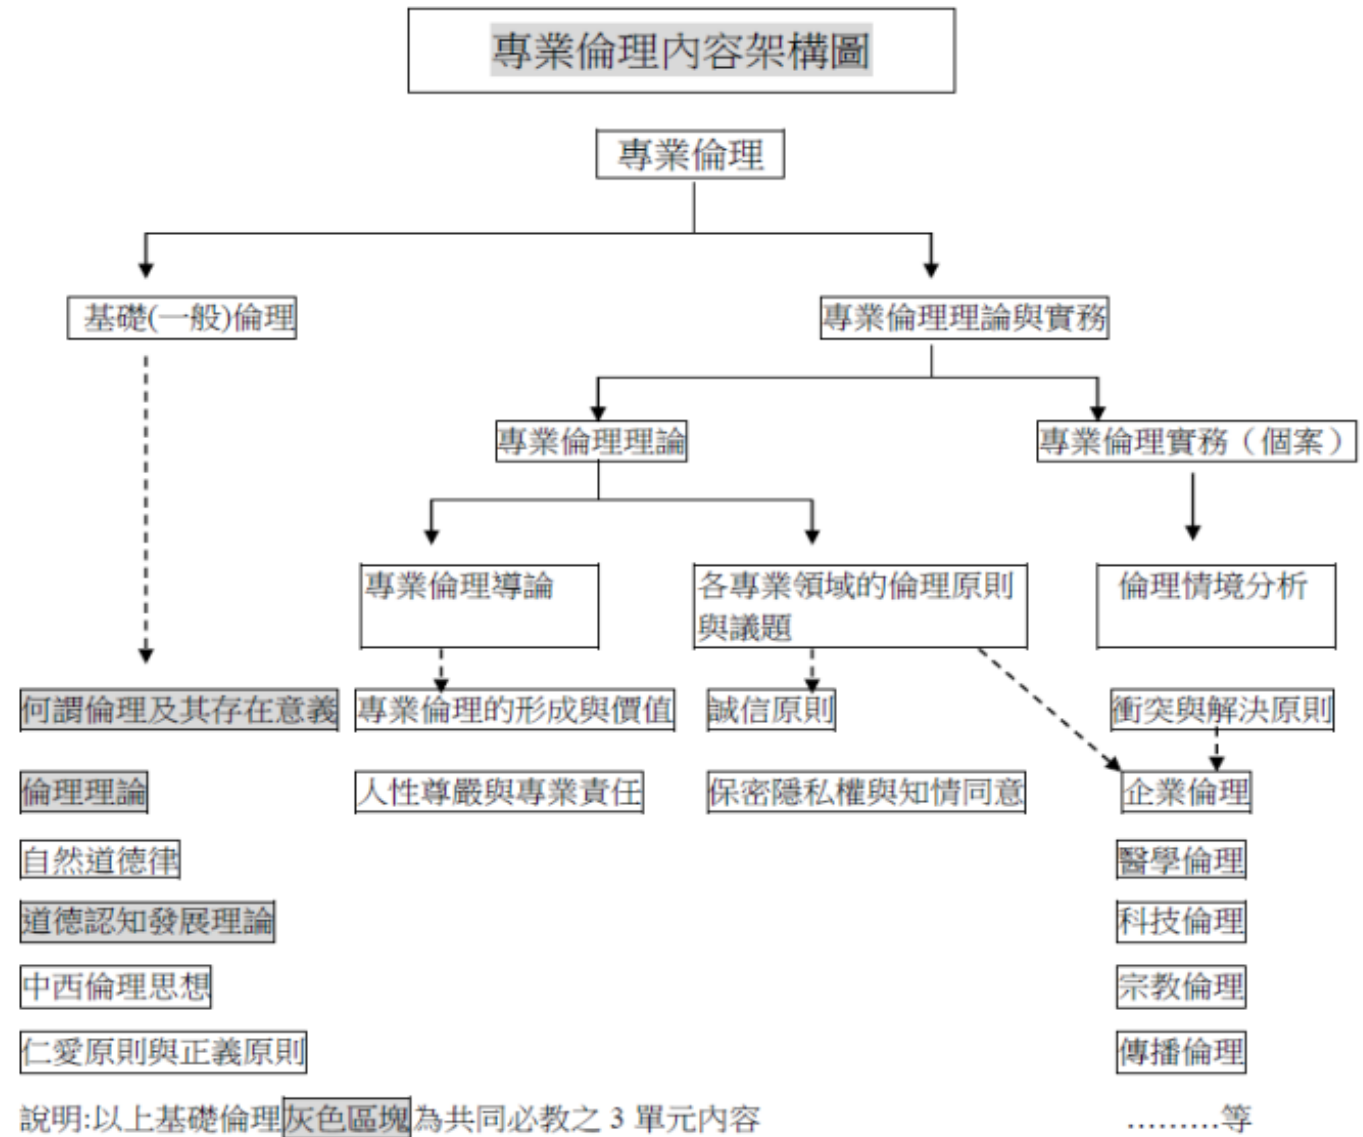 專業倫理內容架構圖
專業倫理
基礎(一般)倫理
專業倫理理論與實務
專業倫理理論
專業倫理實務（個案）
專業倫理導論
各專業領域的倫理原則
與議題
倫理情境分析
何謂倫理及其存在意義
專業倫理的形成與價值
誠信原則
衝突與解決原則
倫理理論
人性尊嚴與專業責任
保密隱私權與知情同意
企業倫理
自然道德律
醫學倫理
道德認知發展理論
科技倫理
中西倫理思想
宗教倫理
仁愛原則與正義原則
傳播倫理
說明:以上基礎倫理灰色區塊為共同必教之 3 單元內容
………等